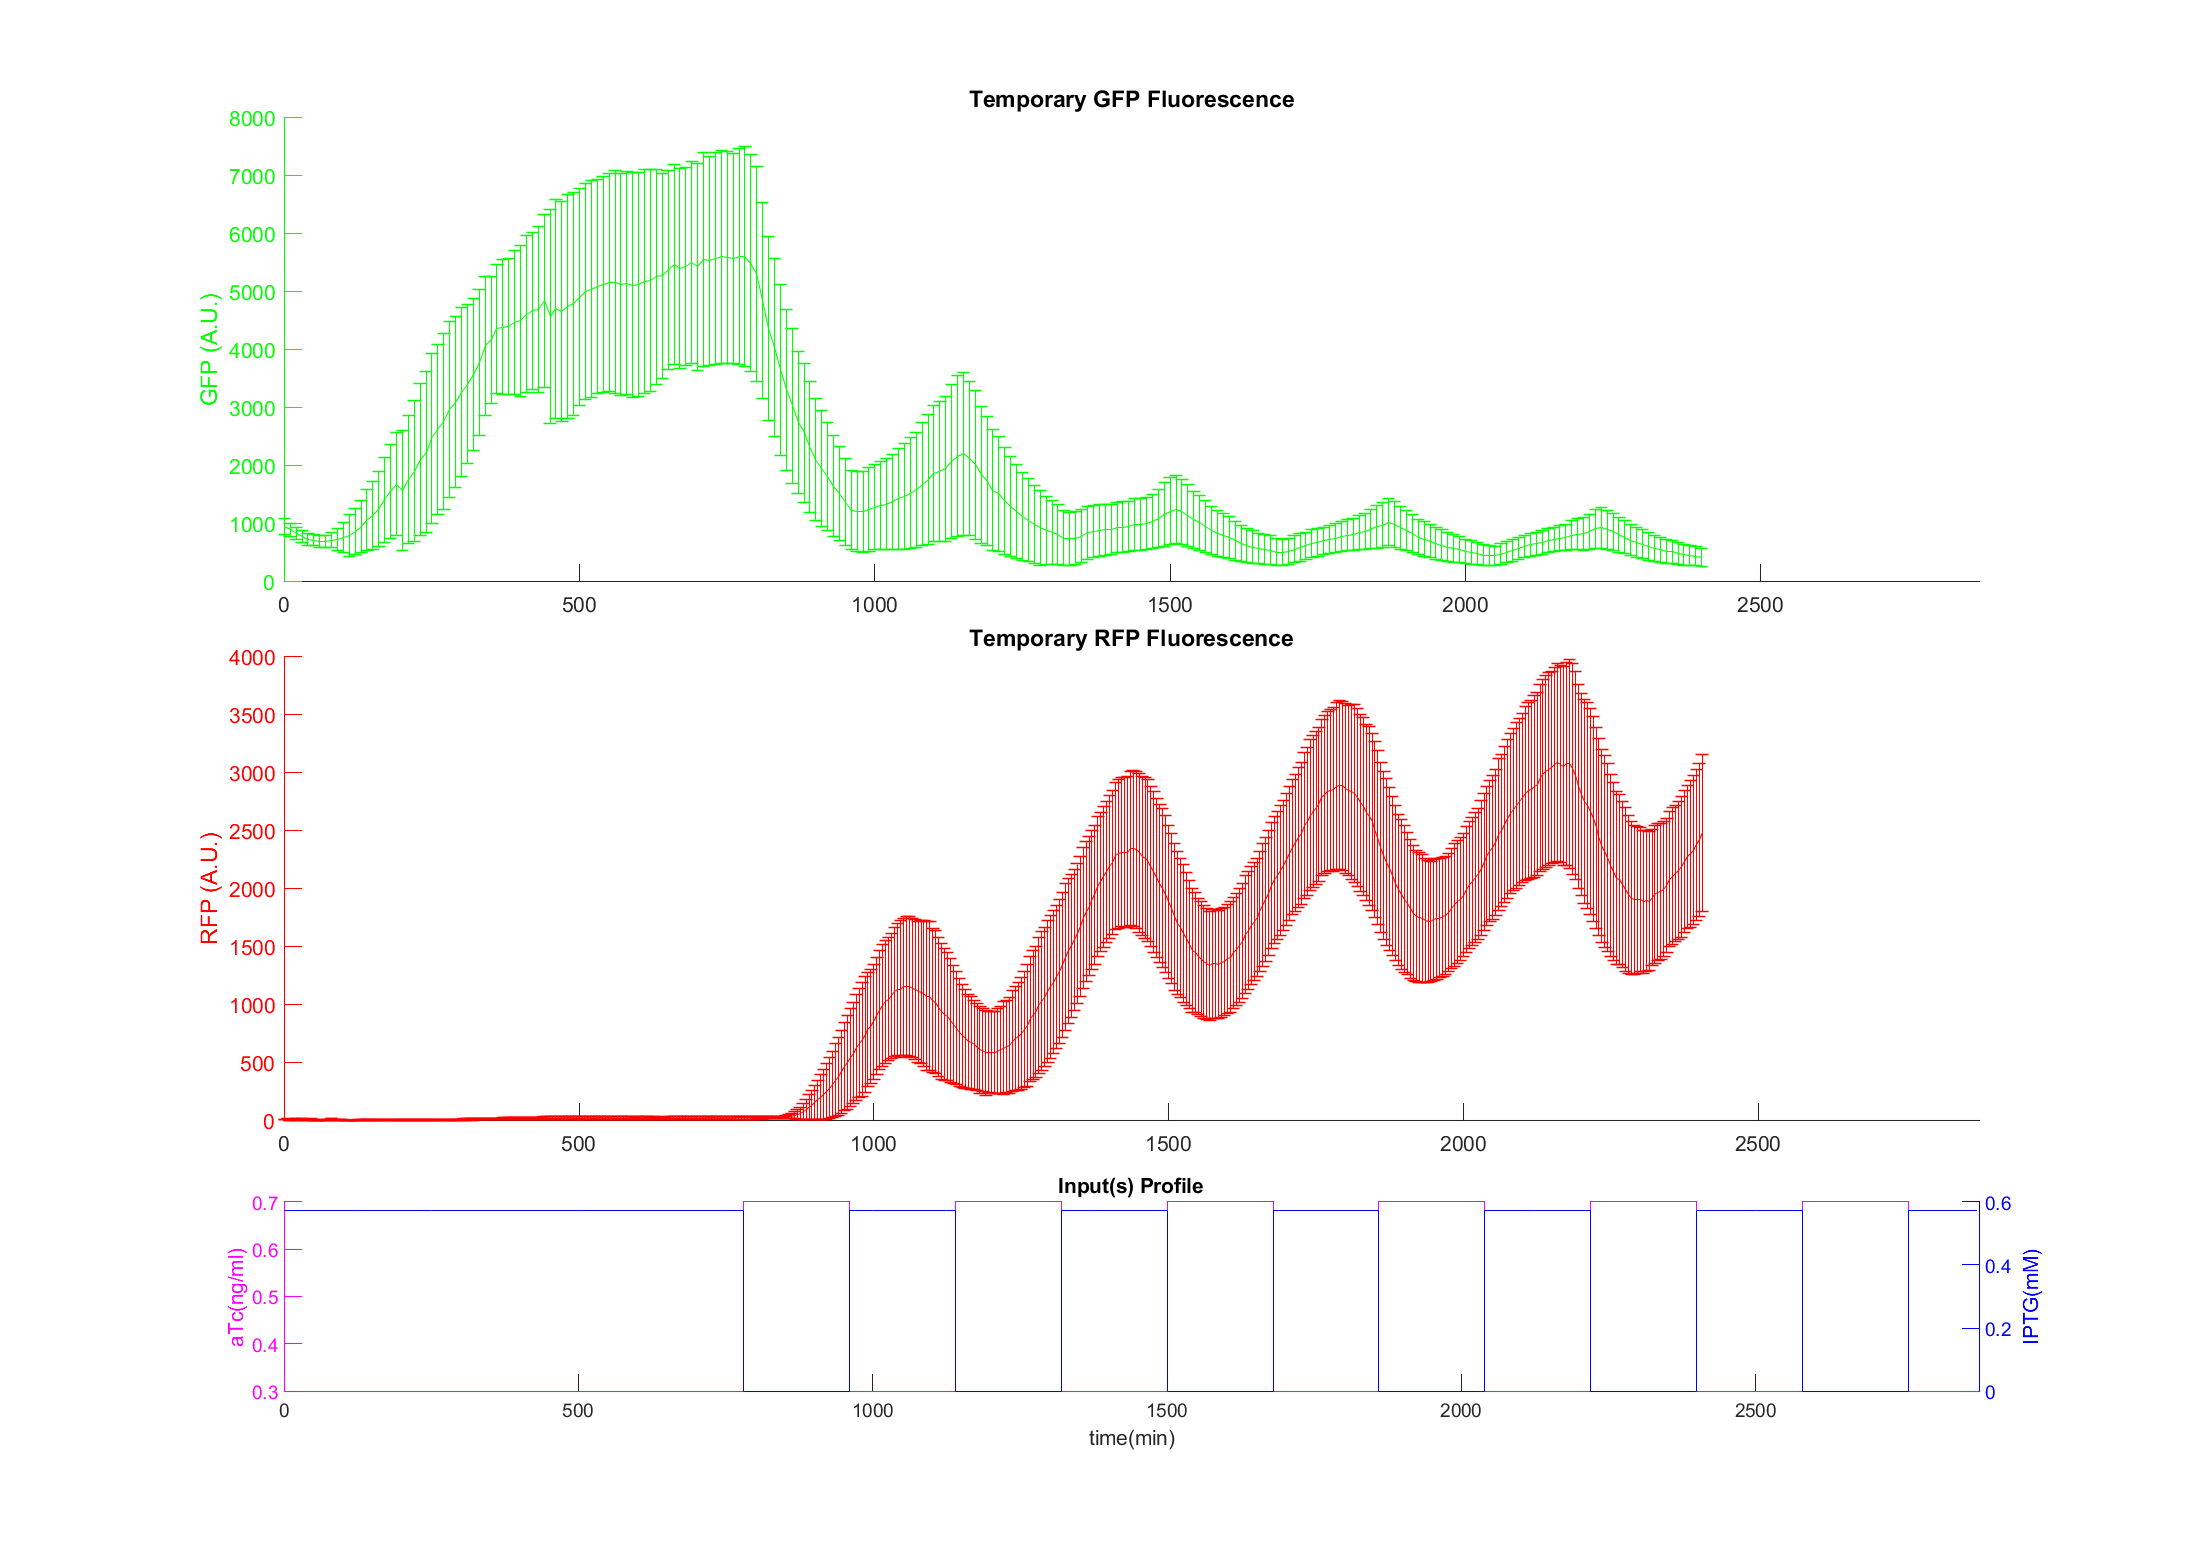 Temporary GFP Fluorescence
8000
7000
6000
5000
4000
3000
2000
1000
0
GFP (A.U.)
0 500 1000 1500 2000 2500
Temporary RFP Fluorescence
4000
3500
3000
2500
2000
1500
1000
500
0
RFP (A.U.)
0 500 1000 1500 2000 2500
Input(s) Profile
0.7
0.6
0.5
0.4
0.3
aTc(ng/ml)
0.6
0.4
0.2
0
IPTG(mM)
0 500 1000 1500 2000 2500
time(min)